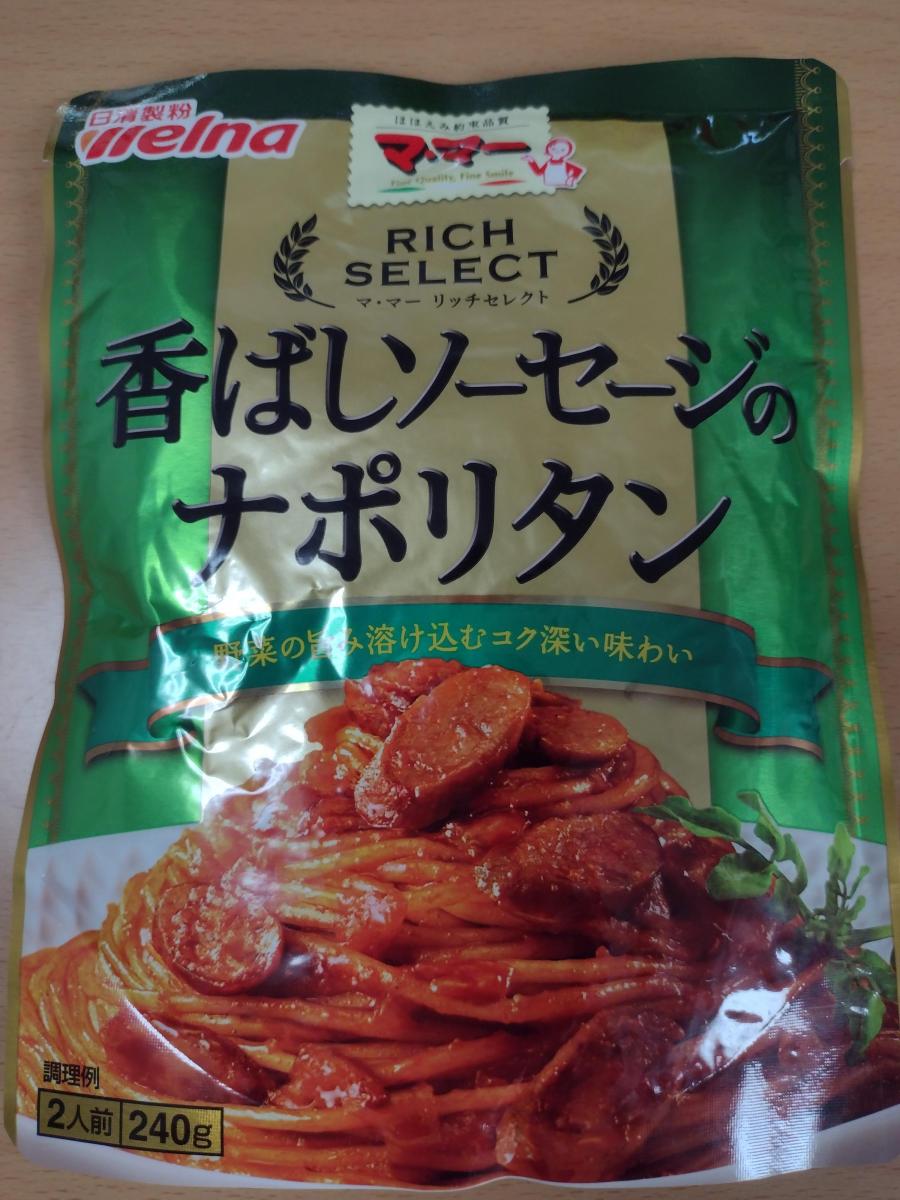 日清製粉
Welna
ほほえみ約束品質
マ・マー
Fine Quality, Fine Smile
RICH
SELECT
マ・マー リッチセレクト
香ばしソーセージの
ナポリタン
野菜の旨み溶け込むコク深い味わい
調理例
2人前 240g